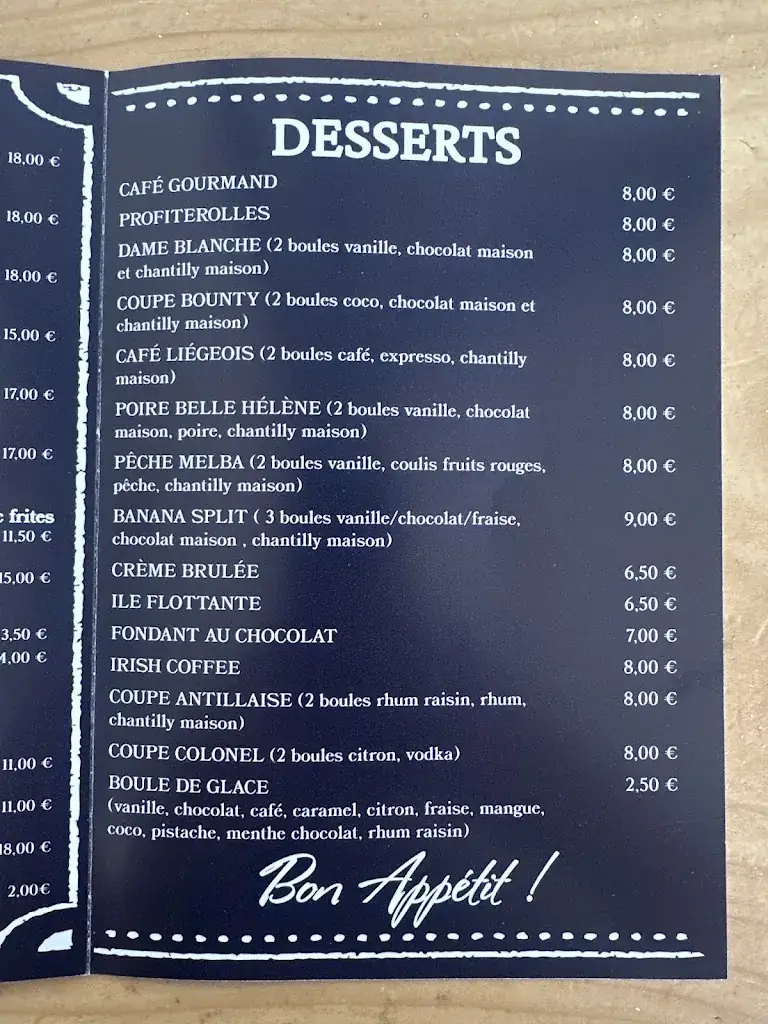 18,00 €
18,00 €
18,00 €
15,00 €
17,00 €
17,00 €
frites
11,50 €
15,00 €
3,50 €
4,00 €
11,00 €
11,00 €
18,00 €
2,00€
DESSERTS
CAFÉ GOURMAND 8,00 €
PROFITEROLLES 8,00 €
DAME BLANCHE (2 boules vanille, chocolat maison 8,00 €
et chantilly maison)
COUPE BOUNTY (2 boules coco, chocolat maison et 8,00 €
chantilly maison)
CAFÉ LIÉGEOIS (2 boules café, expresso, chantilly 8,00 €
maison)
POIRE BELLE HÉLÈNE (2 boules vanille, chocolat 8,00 €
maison, poire, chantilly maison)
PÊCHE MELBA (2 boules vanille, coulis fruits rouges, 8,00 €
pêche, chantilly maison)
BANANA SPLIT ( 3 boules vanille/chocolat/fraise, 9,00 €
chocolat maison , chantilly maison)
CRÈME BRULÉE 6,50 €
ILE FLOTTANTE 6,50 €
FONDANT AU CHOCOLAT 7,00 €
IRISH COFFEE 8,00 €
COUPE ANTILLAISE (2 boules rhum raisin, rhum, 8,00 €
chantilly maison)
COUPE COLONEL (2 boules citron, vodka) 8,00 €
BOULE DE GLACE 2,50 €
(vanille, chocolat, café, caramel, citron, fraise, mangue,
coco, pistache, menthe chocolat, rhum raisin)
Bon Appétit !